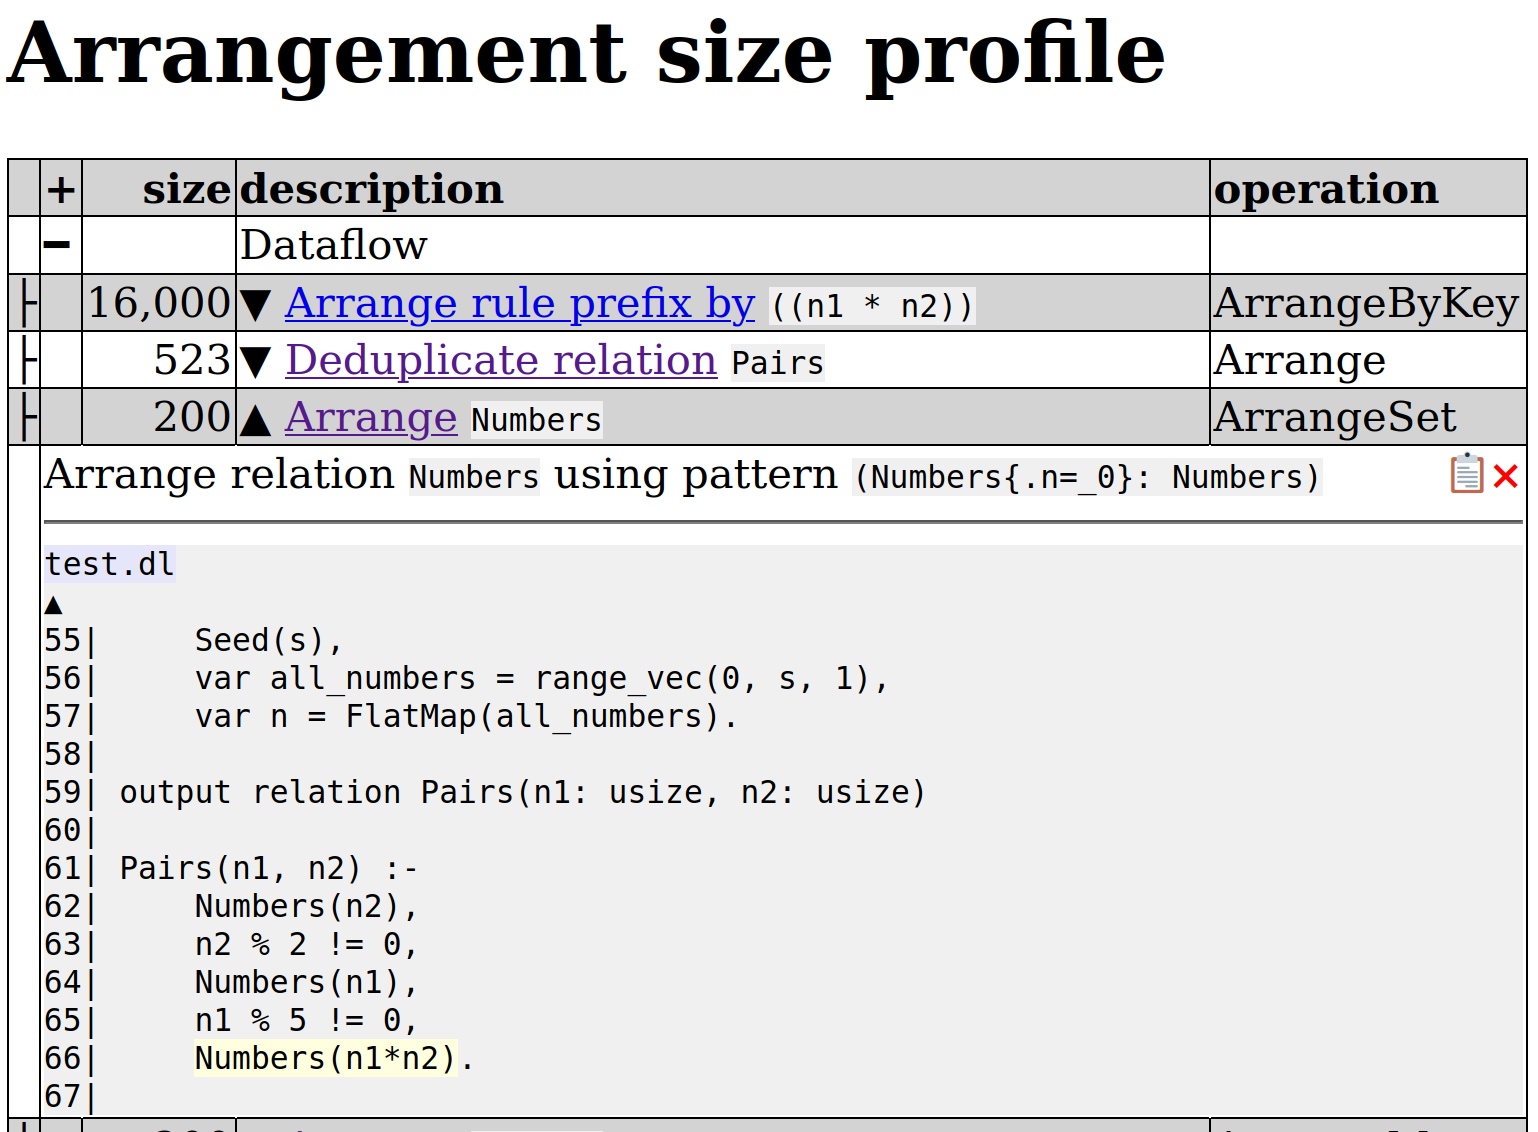 Arrangement size profile
+ size description operation
━ Dataflow
├ 16,000 ▼ Arrange rule prefix by ((n1 * n2)) ArrangeByKey
├ 523 ▼ Deduplicate relation Pairs Arrange
├ 200 ▲ Arrange Numbers ArrangeSet
Arrange relation Numbers using pattern (Numbers{.n=_0}: Numbers) 📋 ✕
test.dl
▲
55|     Seed(s),
56|     var all_numbers = range_vec(0, s, 1),
57|     var n = FlatMap(all_numbers).
58|
59| output relation Pairs(n1: usize, n2: usize)
60|
61| Pairs(n1, n2) :-
62|     Numbers(n2),
63|     n2 % 2 != 0,
64|     Numbers(n1),
65|     n1 % 5 != 0,
66|     Numbers(n1*n2).
67|